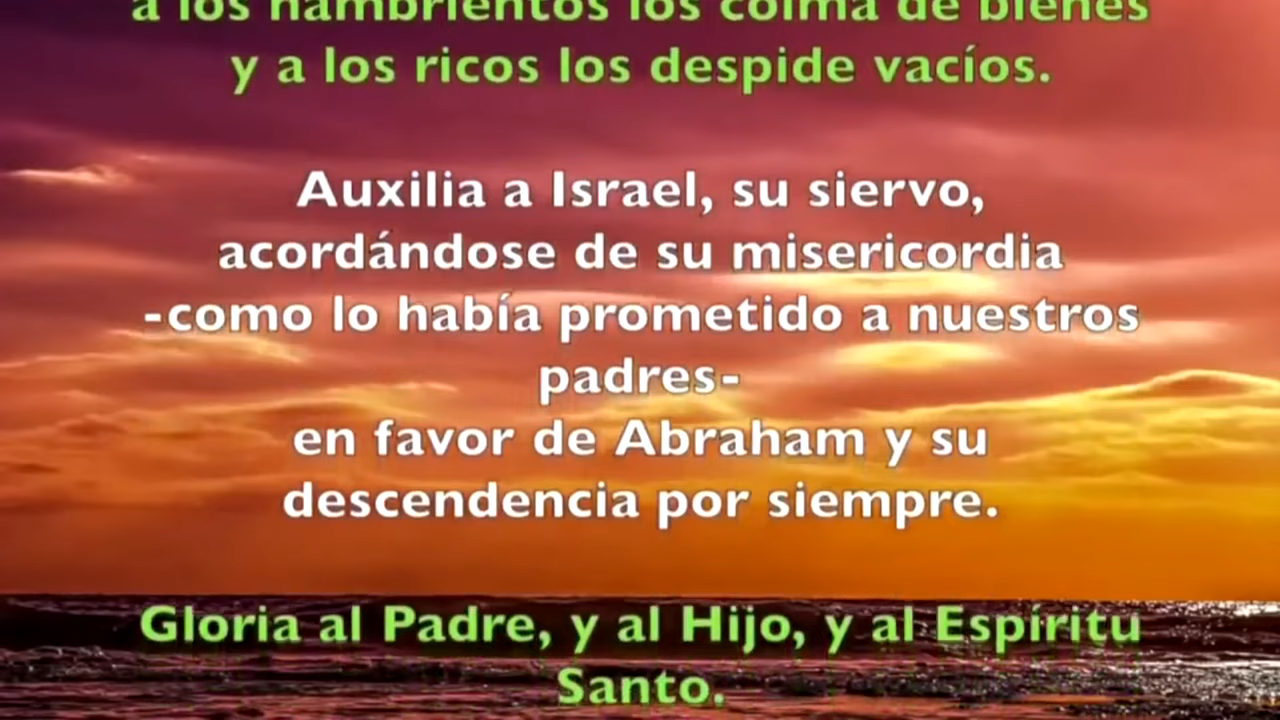 a los hambrientos los colma de bienes
y a los ricos los despide vacíos.
Auxilia a Israel, su siervo,
acordándose de su misericordia
-como lo había prometido a nuestros
padres-
en favor de Abraham y su
descendencia por siempre.
Gloria al Padre, y al Hijo, y al Espíritu
Santo.